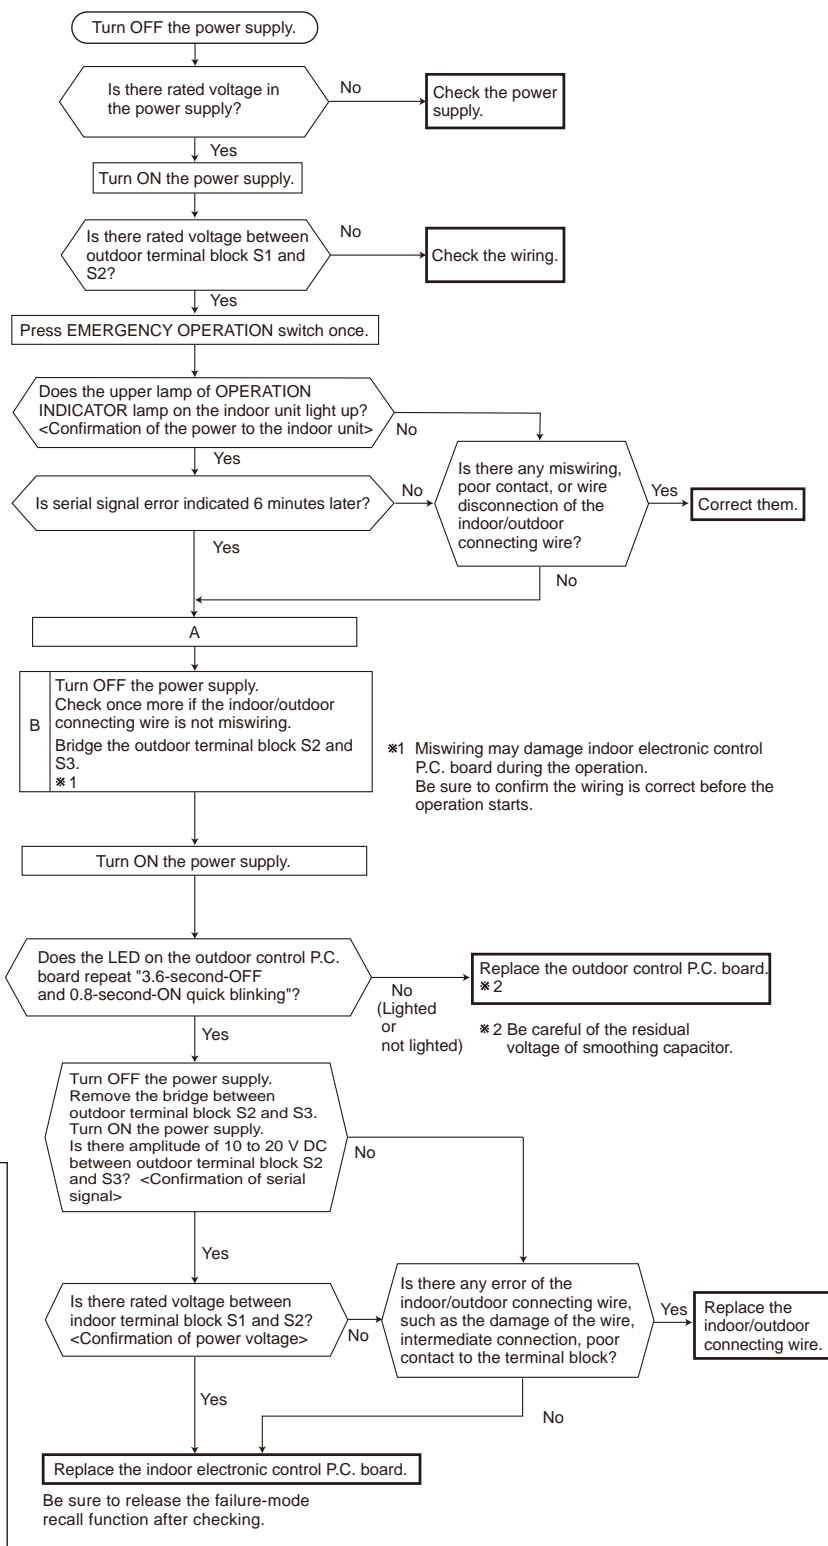 Turn OFF the power supply.
Is there rated voltage in
the power supply?
No
Check the power
supply.
Yes
Turn ON the power supply.
Is there rated voltage between
outdoor terminal block S1 and
S2?
No
Check the wiring.
Yes
Press EMERGENCY OPERATION switch once.
Does the upper lamp of OPERATION
INDICATOR lamp on the indoor unit light up?
<Confirmation of the power to the indoor unit>
No
Yes
Is serial signal error indicated 6 minutes later?
No
Is there any miswiring,
poor contact, or wire
disconnection of the
indoor/outdoor
connecting wire?
Yes
Correct them.
Yes
No
A
B
Turn OFF the power supply.
Check once more if the indoor/outdoor
connecting wire is not miswiring.
Bridge the outdoor terminal block S2 and
S3.
※1
※1 Miswiring may damage indoor electronic control
P.C. board during the operation.
Be sure to confirm the wiring is correct before the
operation starts.
Turn ON the power supply.
Does the LED on the outdoor control P.C.
board repeat "3.6-second-OFF
and 0.8-second-ON quick blinking"?
No
(Lighted
or
not lighted)
Replace the outdoor control P.C. board.
※2
※2 Be careful of the residual
voltage of smoothing capacitor.
Yes
Turn OFF the power supply.
Remove the bridge between
outdoor terminal block S2 and S3.
Turn ON the power supply.
Is there amplitude of 10 to 20 V DC
between outdoor terminal block S2
and S3? <Confirmation of serial
signal>
No
Yes
Is there rated voltage between
indoor terminal block S1 and S2?
<Confirmation of power voltage>
No
Is there any error of the
indoor/outdoor connecting wire,
such as the damage of the wire,
intermediate connection, poor
contact to the terminal block?
Yes
Replace the
indoor/outdoor
connecting wire.
Yes
No
Replace the indoor electronic control P.C. board.
Be sure to release the failure-mode
recall function after checking.